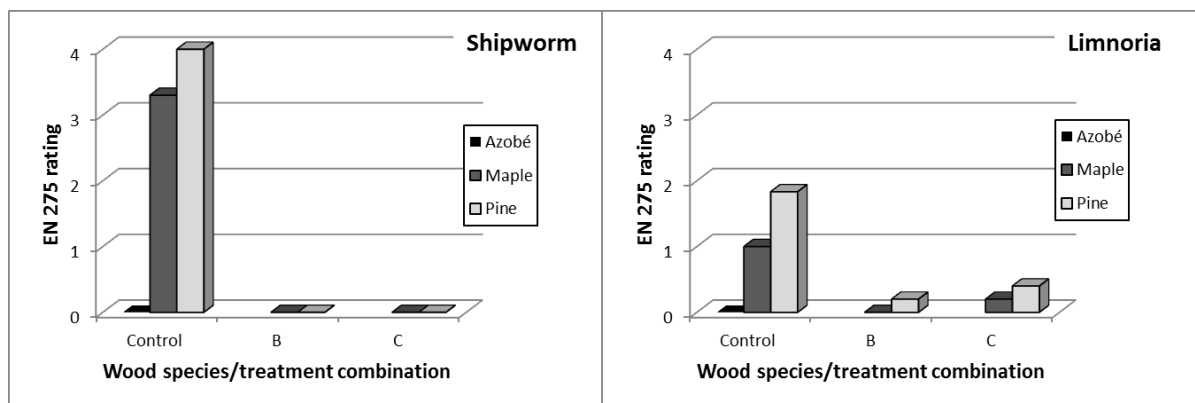 Shipworm
EN 275 rating
4
3
2
1
0
Azobé
Maple
Pine
Control B C
Wood species/treatment combination
Limnoria
EN 275 rating
4
3
2
1
0
Azobé
Maple
Pine
Control B C
Wood species/treatment combination